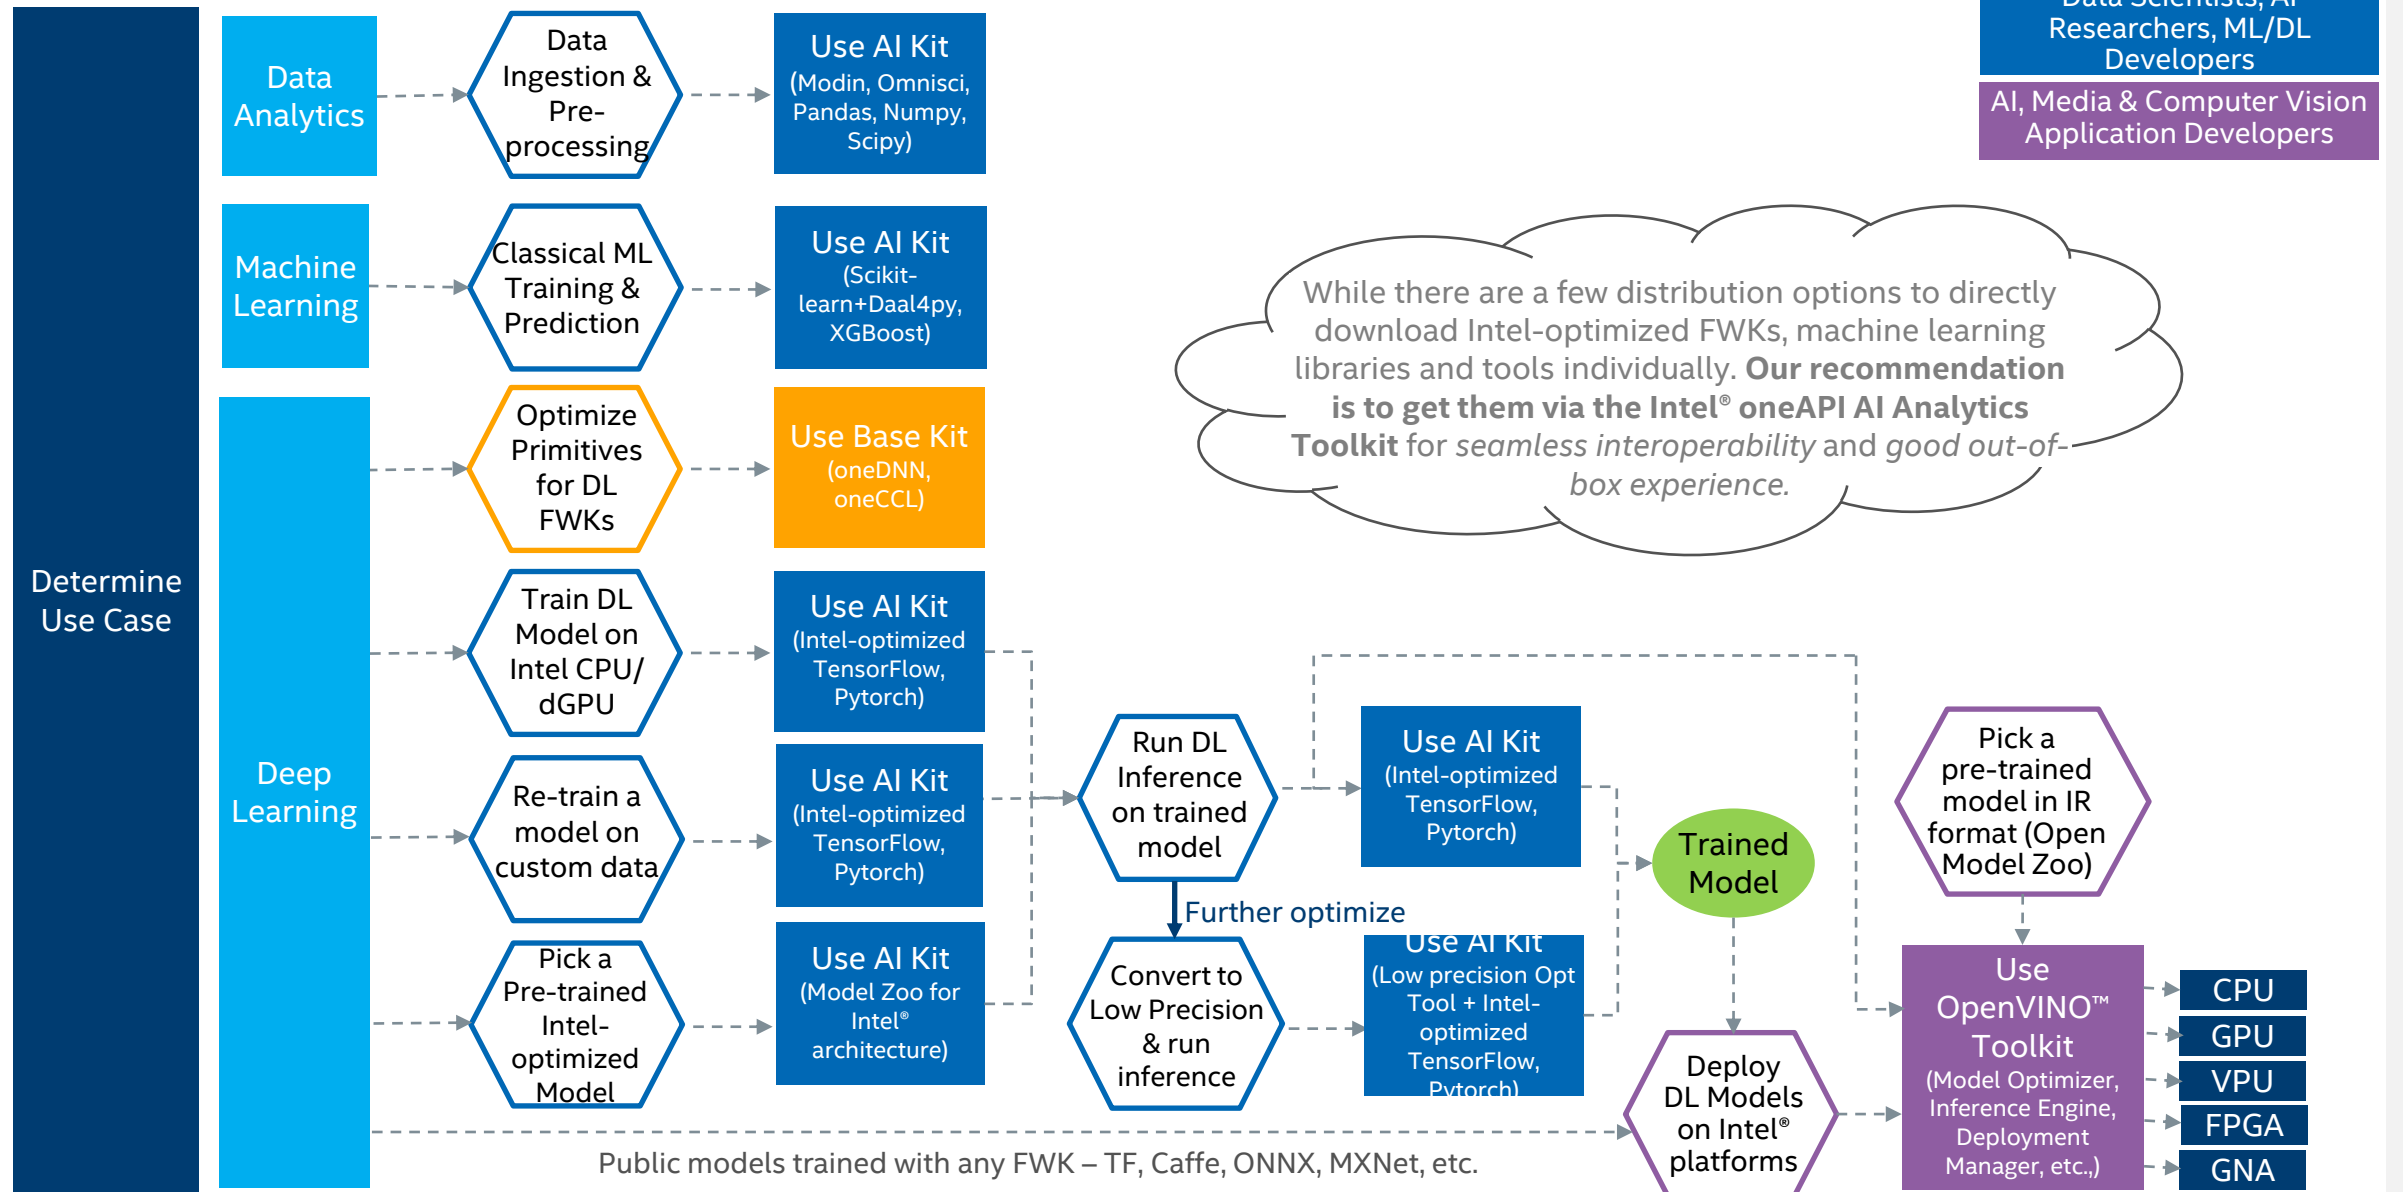 Determine
Use Case
Data
Analytics
Data
Ingestion &
Pre-
processing
Use AI Kit
(Modin, Omnisci,
Pandas, Numpy,
Scipy)
Data Scientists, AI
Researchers, ML/DL
Developers
AI, Media & Computer Vision
Application Developers
Machine
Learning
Classical ML
Training &
Prediction
Use AI Kit
(Scikit-
learn+Daal4py,
XGBoost)
While there are a few distribution options to directly
download Intel-optimized FWKs, machine learning
libraries and tools individually. Our recommendation
is to get them via the Intel® oneAPI AI Analytics
Toolkit for seamless interoperability and good out-of-
box experience.
Deep
Learning
Optimize
Primitives
for DL
FWKs
Use Base Kit
(oneDNN,
oneCCL)
Train DL
Model on
Intel CPU/
dGPU
Use AI Kit
(Intel-optimized
TensorFlow,
Pytorch)
Re-train a
model on
custom data
Use AI Kit
(Intel-optimized
TensorFlow,
Pytorch)
Pick a
Pre-trained
Intel-
optimized
Model
Use AI Kit
(Model Zoo for
Intel®
architecture)
Run DL
Inference
on trained
model
Further optimize
Convert to
Low Precision
& run
inference
Use AI Kit
(Intel-optimized
TensorFlow,
Pytorch)
Use AI Kit
(Low precision Opt
Tool + Intel-
optimized
TensorFlow,
Pytorch)
Trained
Model
Deploy
DL Models
on Intel®
platforms
Pick a
pre-trained
model in IR
format (Open
Model Zoo)
Use
OpenVINO™
Toolkit
(Model Optimizer,
Inference Engine,
Deployment
Manager, etc.,)
CPU
GPU
VPU
FPGA
GNA
Public models trained with any FWK – TF, Caffe, ONNX, MXNet, etc.